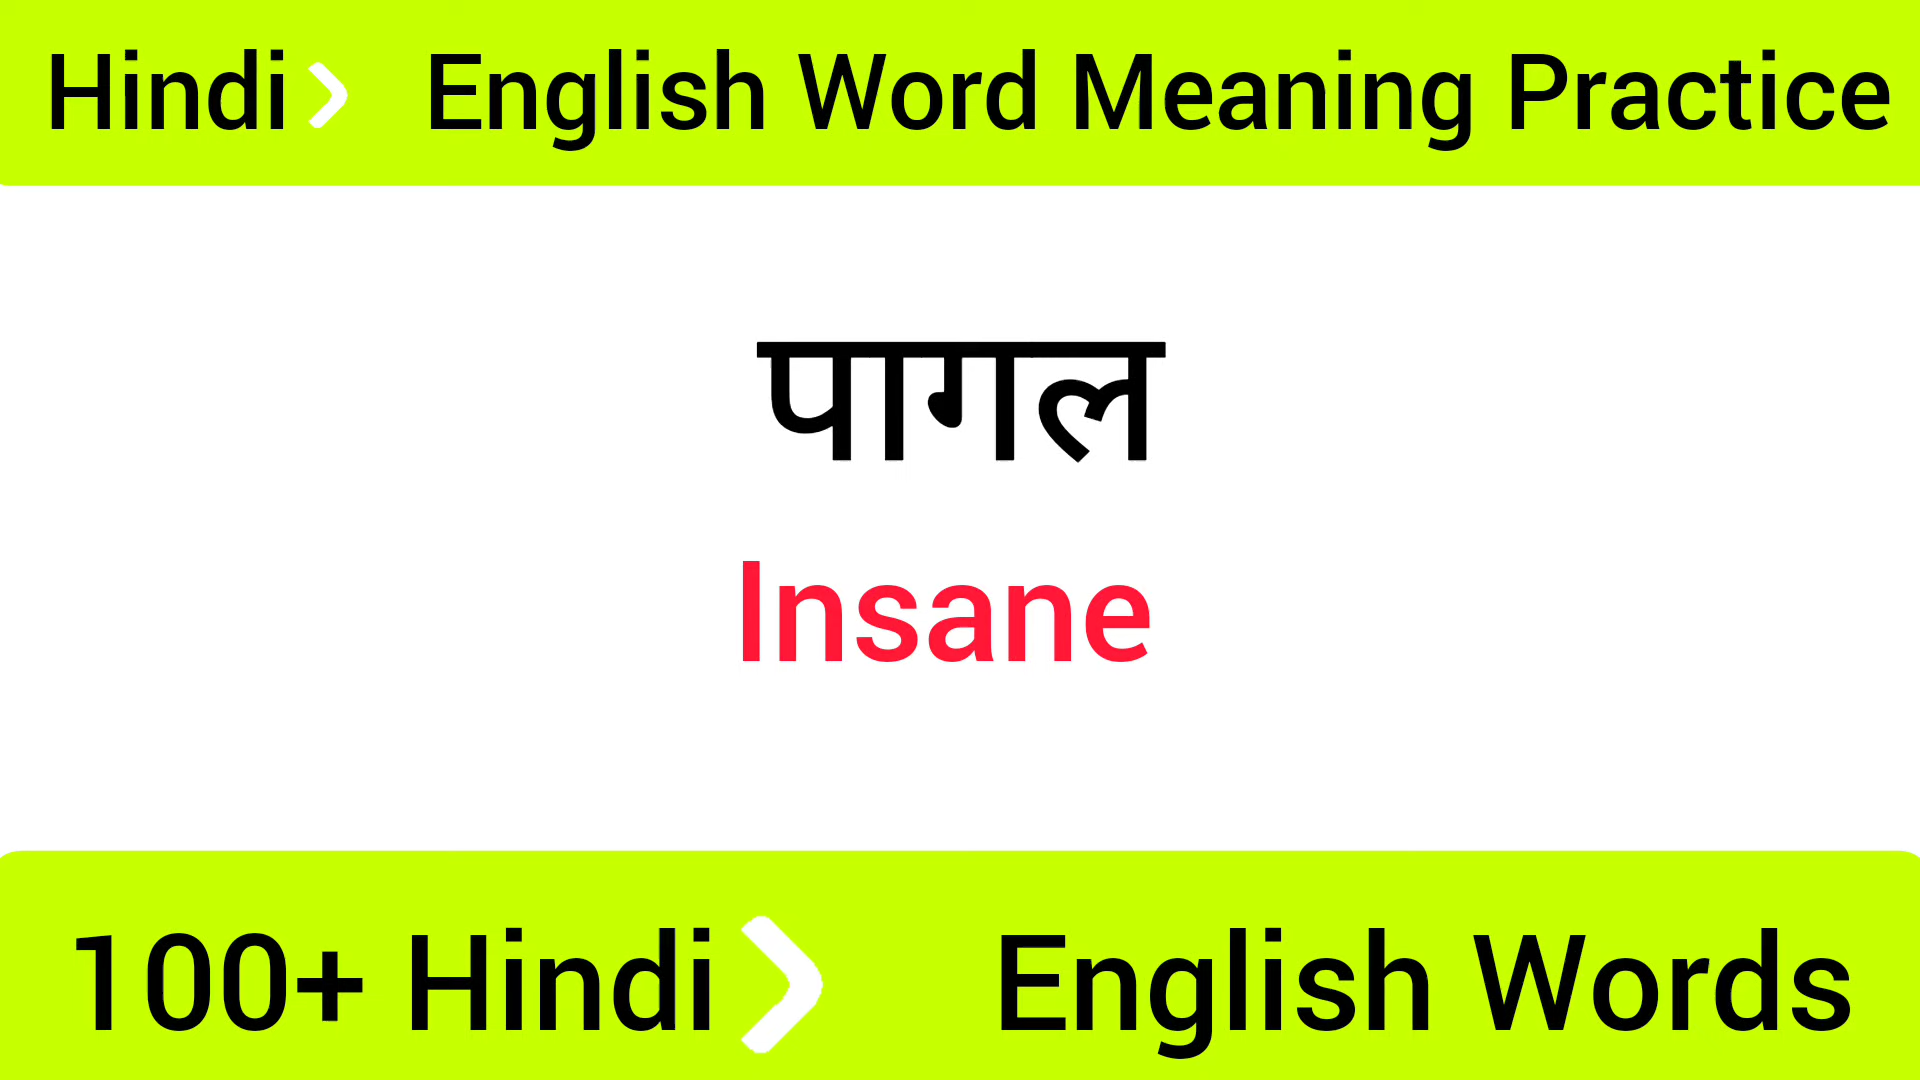 Hindi > English Word Meaning Practice
पागल
Insane
100+ Hindi > English Words